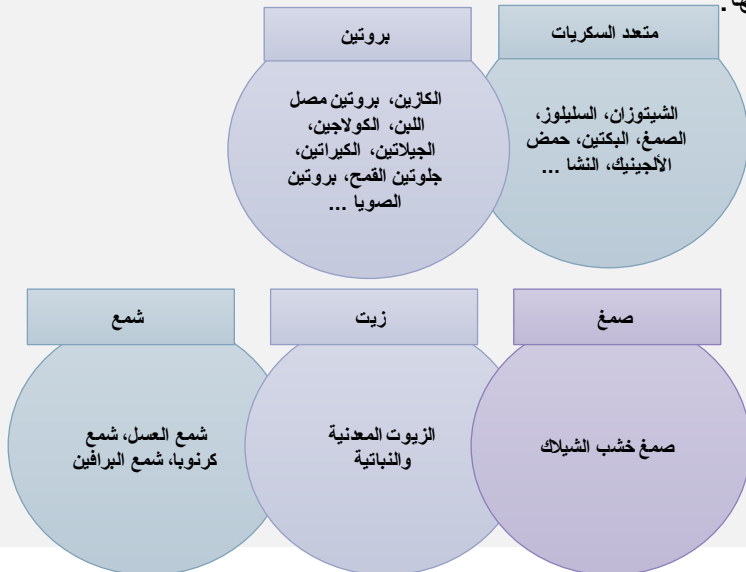 ها.
متعدد السكريات
الشيتوزان، السليلوز،
الصمغ، البكتين، حمض
الألجينيك، النشا ...
بروتين
الكازين، بروتين مصل
اللبن، الكولاجين،
الجيلاتين، الكيراتين،
جلوتين القمح، بروتين
الصويا ...
صمغ
صمغ خشب الشيلاك
زيت
الزيوت المعدنية
والنباتية
شمع
شمع العسل، شمع
كرنوبا، شمع البرافين